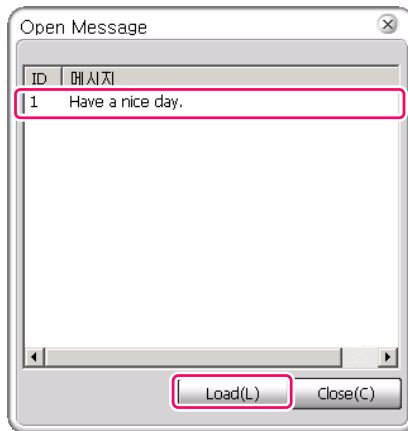 Open Message
ID 메시지
1 Have a nice day.
Load(L) Close(C)